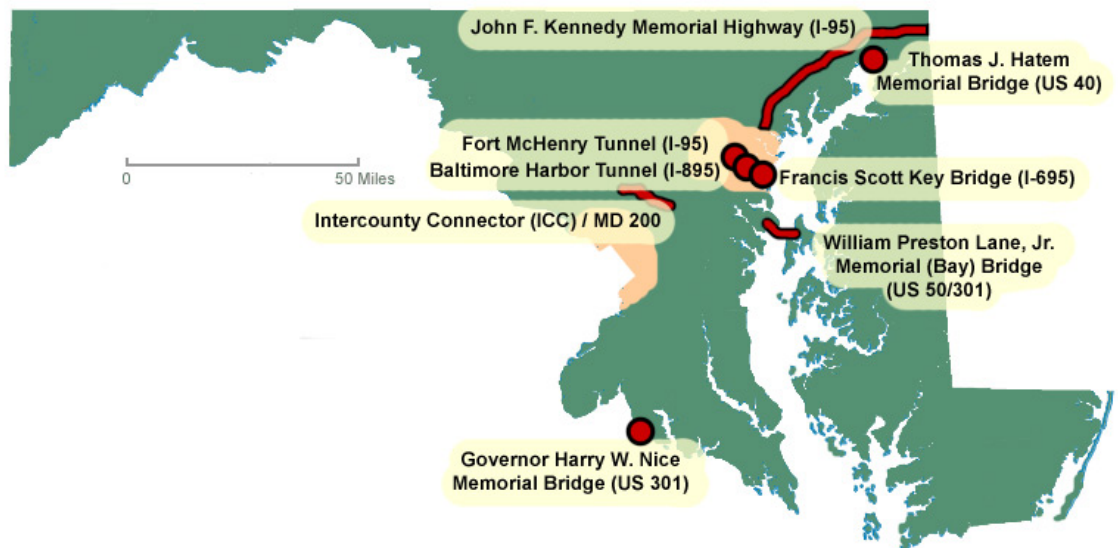 John F. Kennedy Memorial Highway (I-95)
Thomas J. Hatem
Memorial Bridge (US 40)
Fort McHenry Tunnel (I-95)
Baltimore Harbor Tunnel (I-895)
Francis Scott Key Bridge (I-695)
0
50 Miles
Intercounty Connector (ICC) / MD 200
William Preston Lane, Jr.
Memorial (Bay) Bridge
(US 50/301)
Governor Harry W. Nice
Memorial Bridge (US 301)